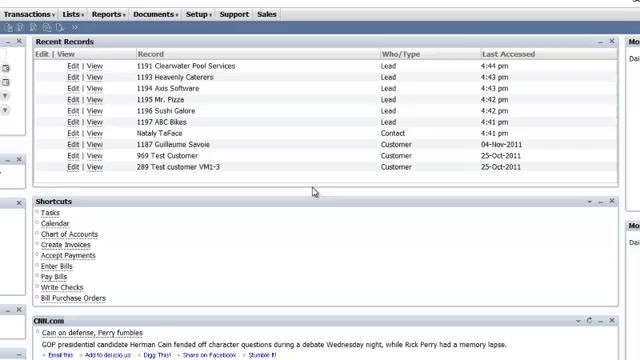 Transactions Lists Reports Documents Setup Support Sales
Recent Records
Edit | View Record Who/Type Last Accessed
Edit | View 1191 Clearwater Pool Services Lead 4:44 pm
Edit | View 1193 Heavenly Caterers Lead 4:43 pm
Edit | View 1194 Axis Software Lead 4:43 pm
Edit | View 1195 Mr. Pizza Lead 4:42 pm
Edit | View 1196 Sushi Galore Lead 4:42 pm
Edit | View 1197 ABC Bikes Lead 4:41 pm
Edit | View Nataly TaFace Contact 4:41 pm
Edit | View 1187 Guillaume Savoie Customer 04-Nov-2011
Edit | View 969 Test Customer Customer 25-Oct-2011
Edit | View 289 Test customer VM1-3 Customer 25-Oct-2011
Shortcuts
Tasks
Calendar
Chart of Accounts
Create Invoices
Accept Payments
Enter Bills
Pay Bills
Write Checks
Bill Purchase Orders
CNN.com
Cain on defense, Perry fumbles
GOP presidential candidate Herman Cain fended off character questions during a debate Wednesday night, while Rick Perry had a memory lapse.
Email this Add to del.icio.us Digg This! Share on Facebook Stumble It!
Mo
Dai
Mo
Dai